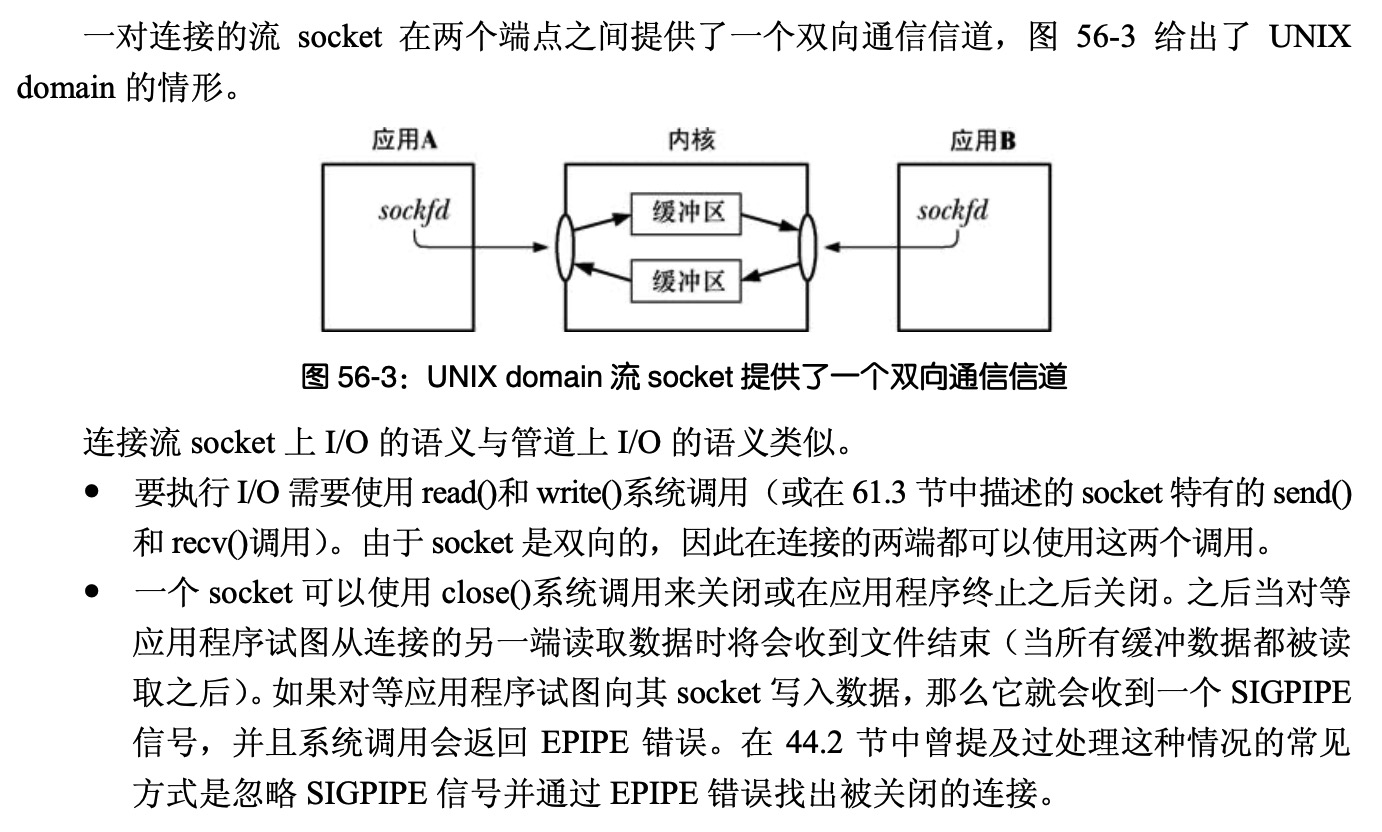 一对连接的流 socket 在两个端点之间提供了一个双向通信信道，图 56-3 给出了 UNIX
domain 的情形。
应用A 内核 应用B
sockfd 缓冲区 sockfd
缓冲区
图 56-3：UNIX domain 流 socket 提供了一个双向通信信道
连接流 socket 上 I/O 的语义与管道上 I/O 的语义类似。
● 要执行 I/O 需要使用 read()和 write()系统调用（或在 61.3 节中描述的 socket 特有的 send()
和 recv()调用）。由于 socket 是双向的，因此在连接的两端都可以使用这两个调用。
● 一个 socket 可以使用 close()系统调用来关闭或在应用程序终止之后关闭。之后当对等
应用程序试图从连接的另一端读取数据时将会收到文件结束（当所有缓冲数据都被读
取之后）。如果对等应用程序试图向其 socket 写入数据，那么它就会收到一个 SIGPIPE
信号，并且系统调用会返回 EPIPE 错误。在 44.2 节中曾提及过处理这种情况的常见
方式是忽略 SIGPIPE 信号并通过 EPIPE 错误找出被关闭的连接。